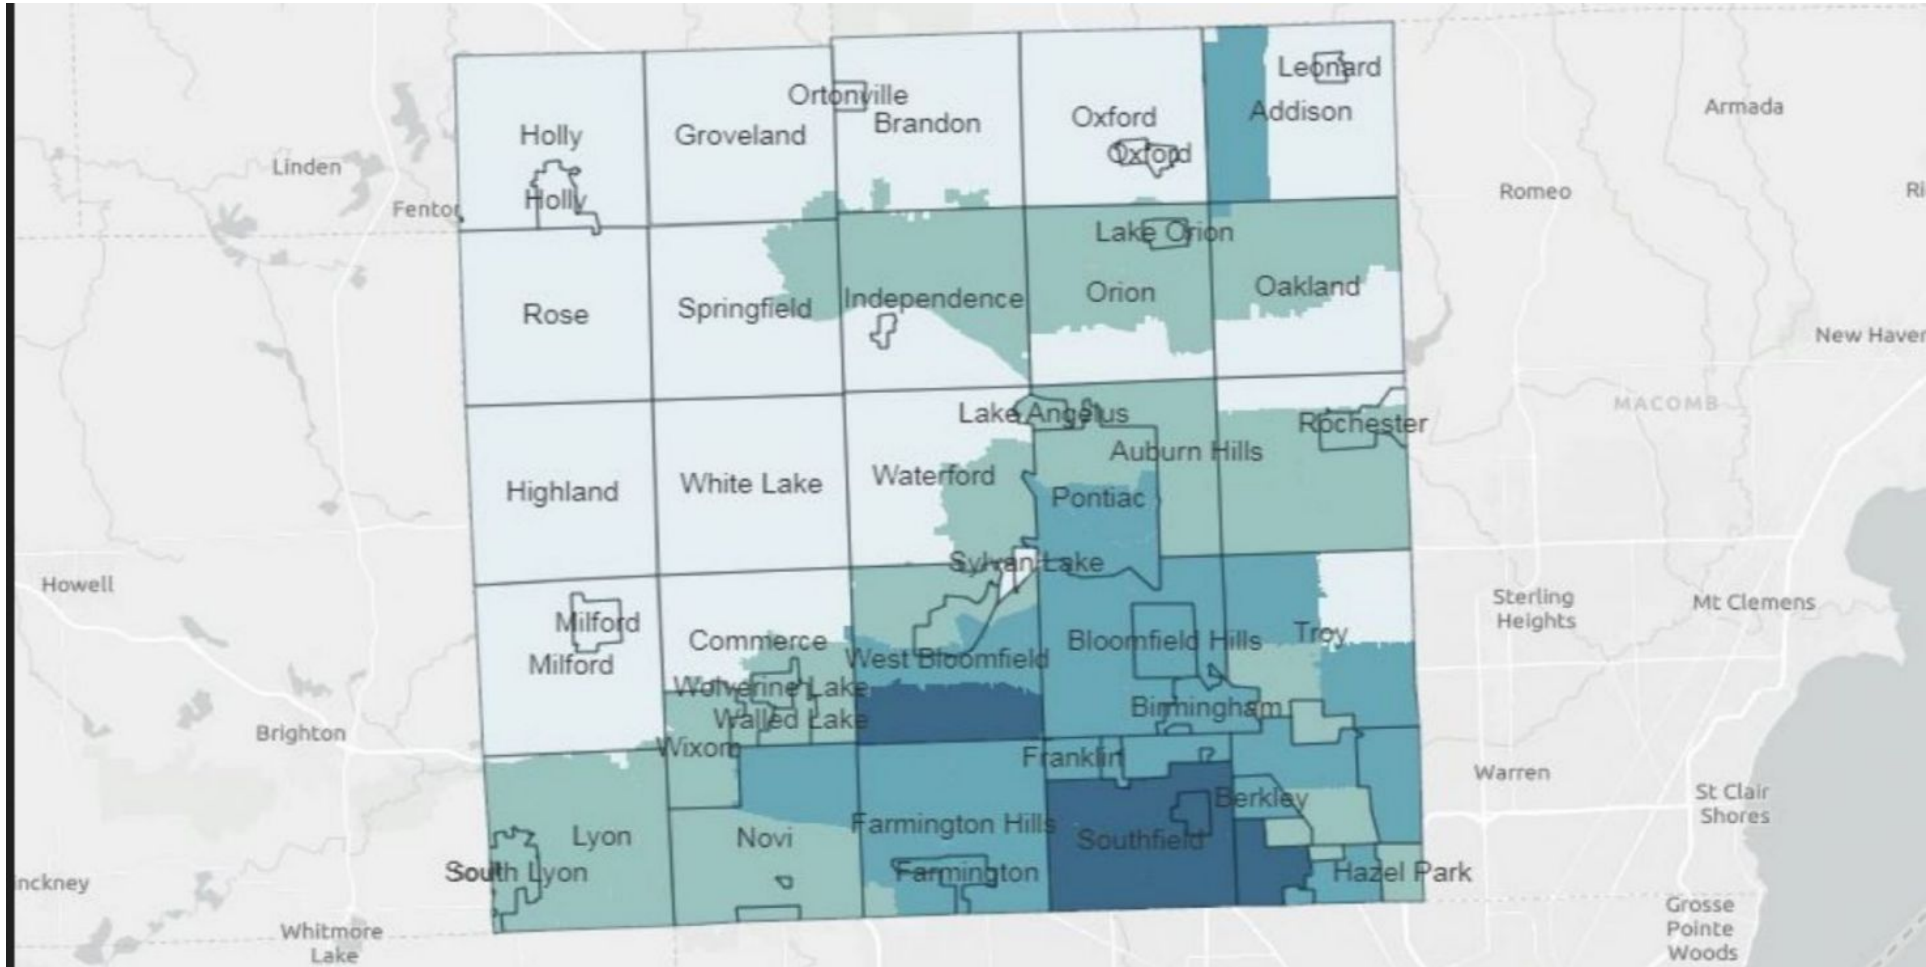 Leonard
Ortonville
Addison
Armada
Oxford
Brandon
Holly
Groveland
Oxford
Linden
Romeo
Holly
Fenton
Ri
Lake Orion
Orion
Oakland
Independence
Springfield
Rose
New Haver
Lake Angelus
MACOMB
Rochester
Auburn Hills
Waterford
White Lake
Highland
Pontiac
Sylvan Lake
Howell
Sterling
Heights
Mt Clemens
Milford
Commerce
Bloomfield Hills
Troy
West Bloomfield
Milford
Wolverine Lake
Birmingham
Walled Lake
Brighton
Wixom
Franklin
Warren
St Clair
Shores
Berkley
Farmington Hills
Lyon
Novi
Southfield
South Lyon
Farmington
Hazel Park
inckney
Whitmore
Lake
Grosse
Pointe
Woods